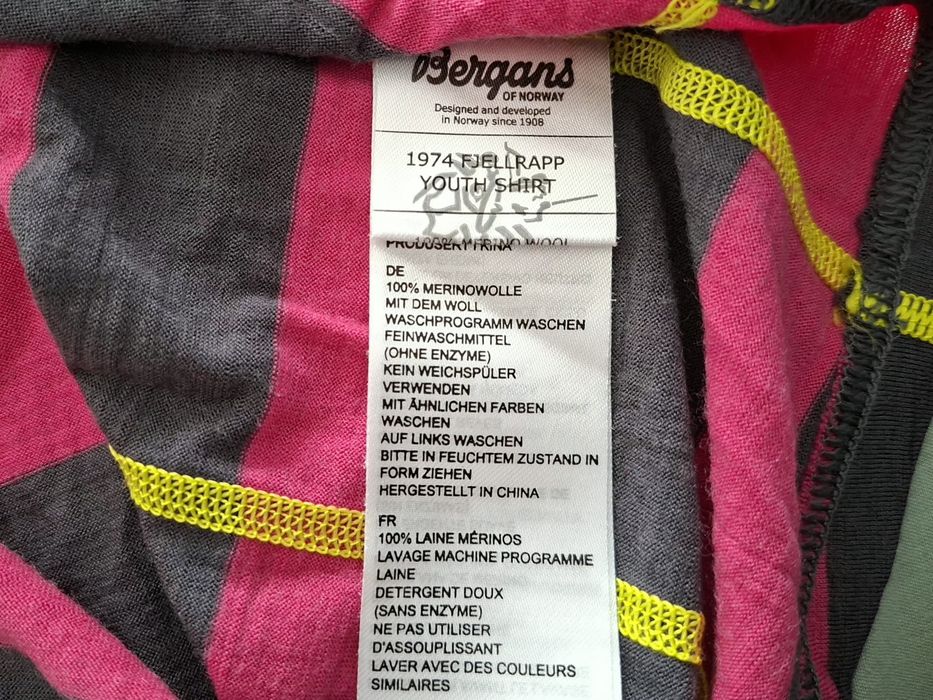 Bergans
OF NORWAY
Designed and developed
in Norway since 1908
1974 FJELLRAPP
YOUTH SHIRT
DE
100% MERINOWOLLE
MIT DEM WOLL
WASCHPROGRAMM WASCHEN
FEINWASCHMITTEL
(OHNE ENZYME)
KEIN WEICHSPÜLER
VERWENDEN
MIT ÄHNLICHEN FARBEN
WASCHEN
AUF LINKS WASCHEN
BITTE IN FEUCHTEM ZUSTAND IN
FORM ZIEHEN
HERGESTELLT IN CHINA
FR
100% LAINE MÉRINOS
LAVAGE MACHINE PROGRAMME
LAINE
DETERGENT DOUX
(SANS ENZYME)
NE PAS UTILISER
D'ASSOUPLISSANT
LAVER AVEC DES COULEURS
SIMILAIRES